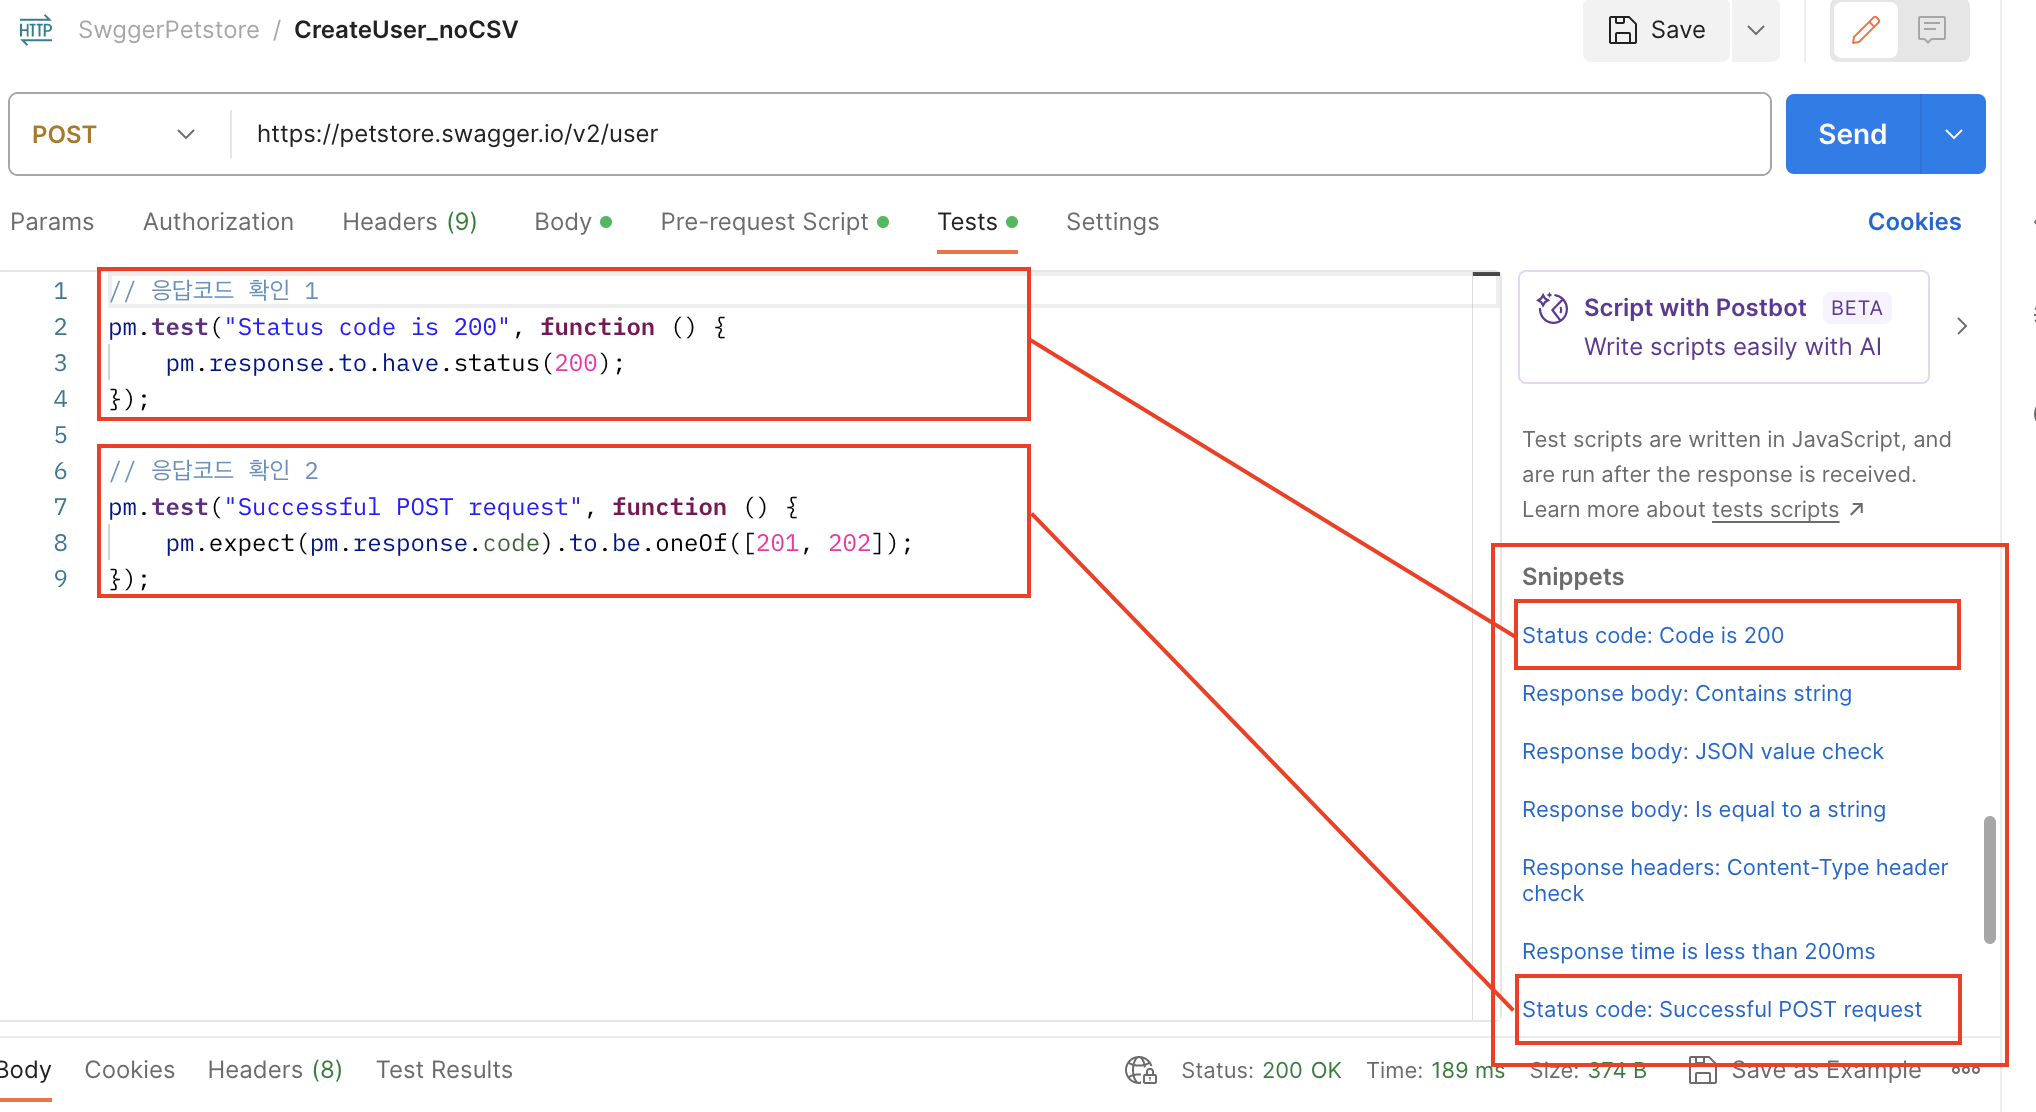 HTTP SwggerPetstore / CreateUser_noCSV Save
POST https://petstore.swagger.io/v2/user Send
Params Authorization Headers (9) Body Pre-request Script Tests Settings Cookies
1 // 응답코드 확인 1
2 pm.test("Status code is 200", function () {
3 pm.response.to.have.status(200);
4 });
5
6 // 응답코드 확인 2
7 pm.test("Successful POST request", function () {
8 pm.expect(pm.response.code).to.be.oneOf([201, 202]);
9 });
Script with Postbot BETA
Write scripts easily with AI
Test scripts are written in JavaScript, and
are run after the response is received.
Learn more about tests scripts ↗
Snippets
Status code: Code is 200
Response body: Contains string
Response body: JSON value check
Response body: Is equal to a string
Response headers: Content-Type header
check
Response time is less than 200ms
Status code: Successful POST request
Body Cookies Headers (8) Test Results Status: 200 OK Time: 189 ms Size: 374 B Save as Example